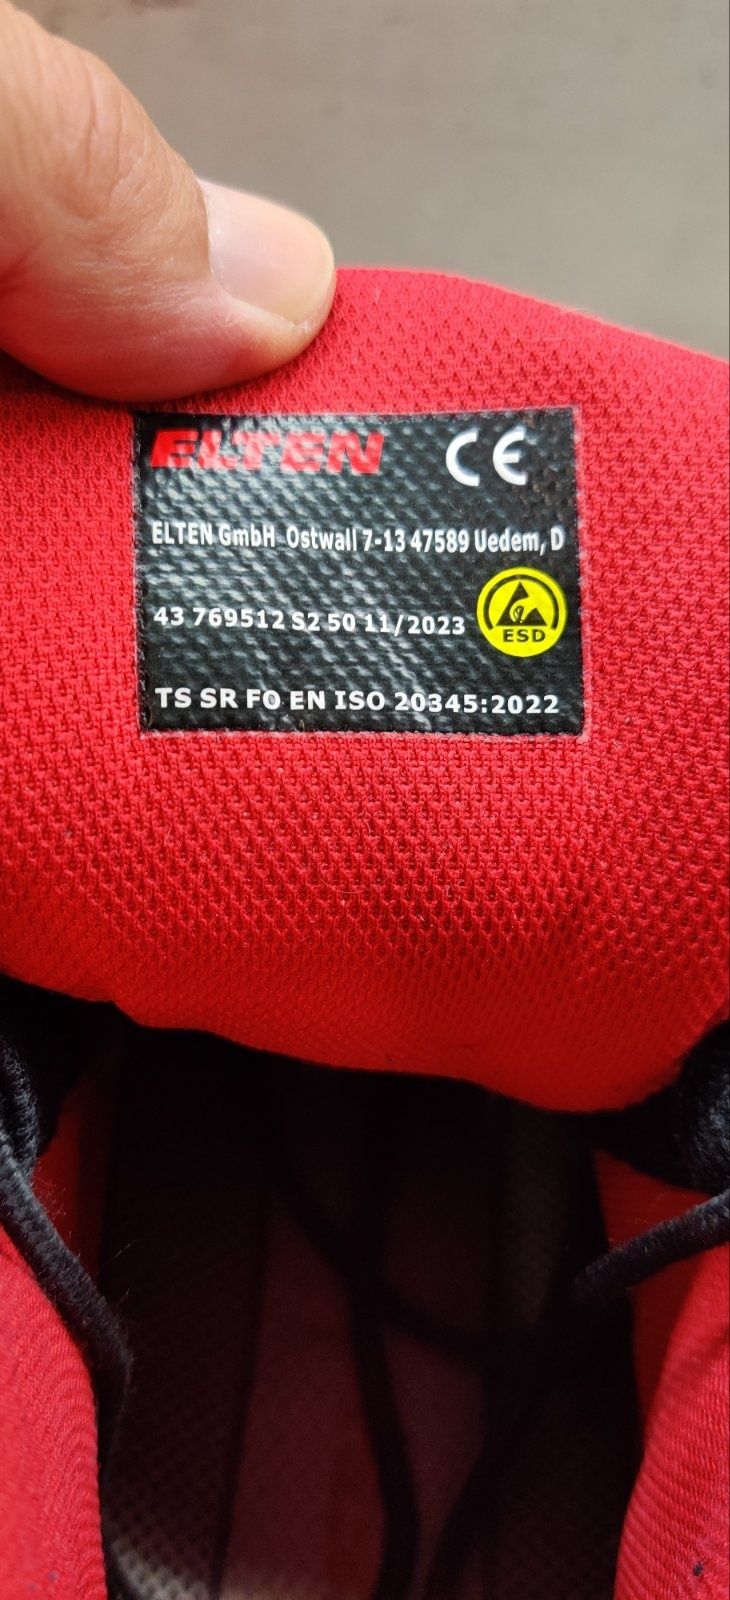 ELTEN CE
ELTEN GmbH Ostwall 7-13 47589 Uedem, D
43 769512 S2 50 11/2023
ESD
TS SR FO EN ISO 20345:2022